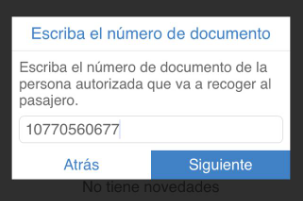 Escriba el número de documento
Escriba el número de documento de la
persona autorizada que va a recoger al
pasajero.
10770560677
Atrás
Siguiente
No tiene novedades